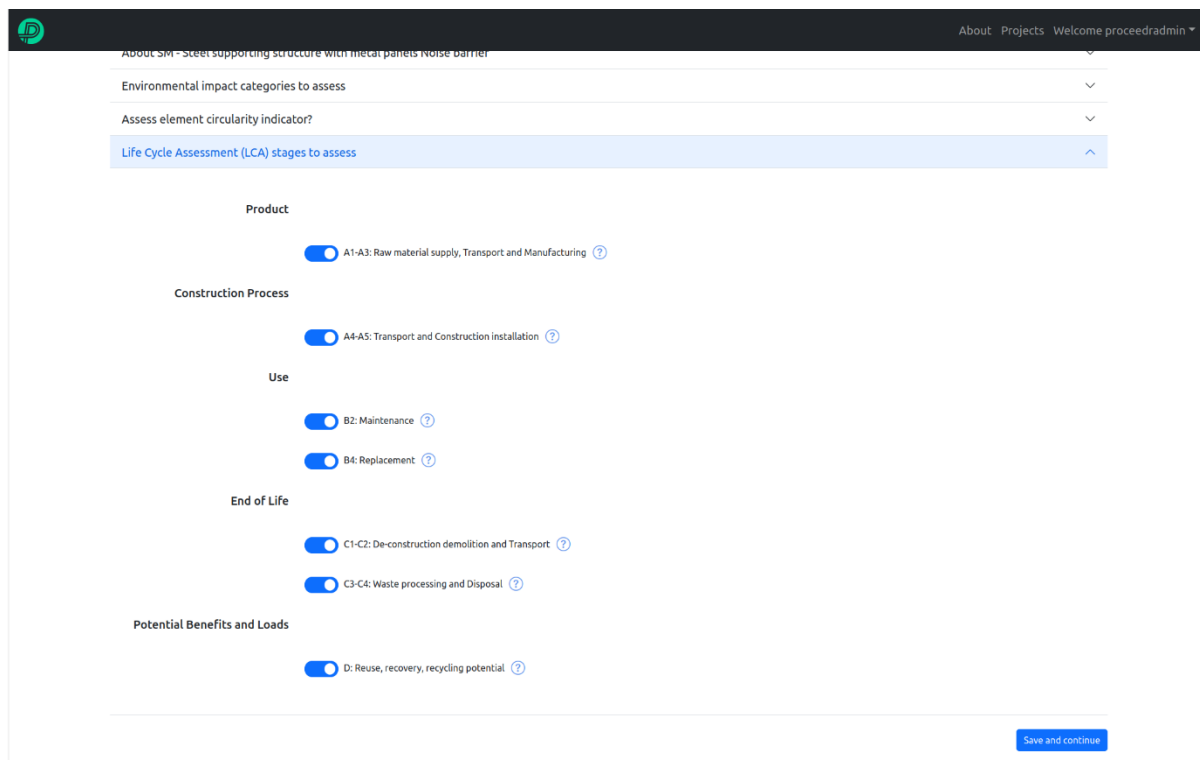 About Projects Welcome proceedradmin
About SM - Steel supporting structure with metal panels Noise barrier
Environmental impact categories to assess
Assess element circularity indicator?
Life Cycle Assessment (LCA) stages to assess
Product
A1-A3: Raw material supply, Transport and Manufacturing ?
Construction Process
A4-A5: Transport and Construction installation ?
Use
B2: Maintenance ?
B4: Replacement ?
End of Life
C1-C2: De-construction demolition and Transport ?
C3-C4: Waste processing and Disposal ?
Potential Benefits and Loads
D: Reuse, recovery, recycling potential ?
Save and continue